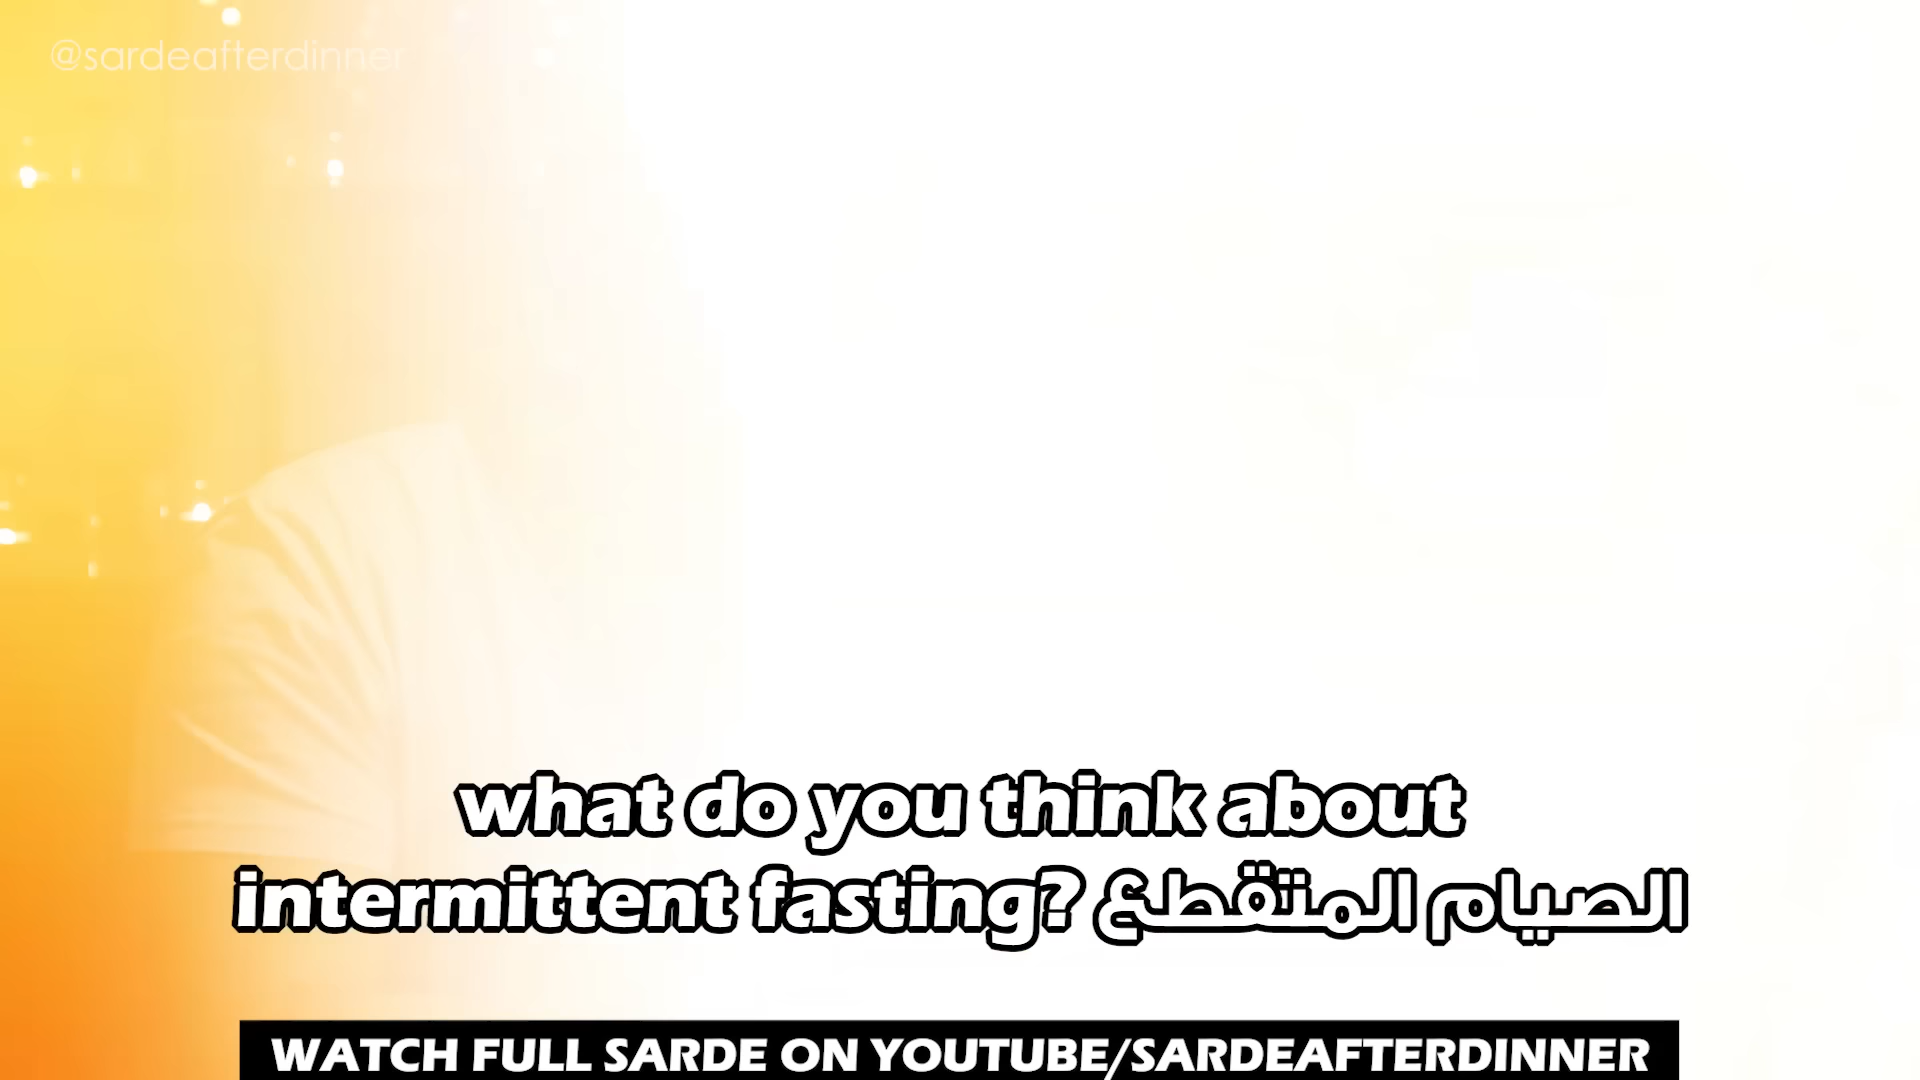 @sardeafterdinner
what do you think about
intermittent fasting? الصيام المتقطع
WATCH FULL SARDE ON YOUTUBE/SARDEAFTERDINNER